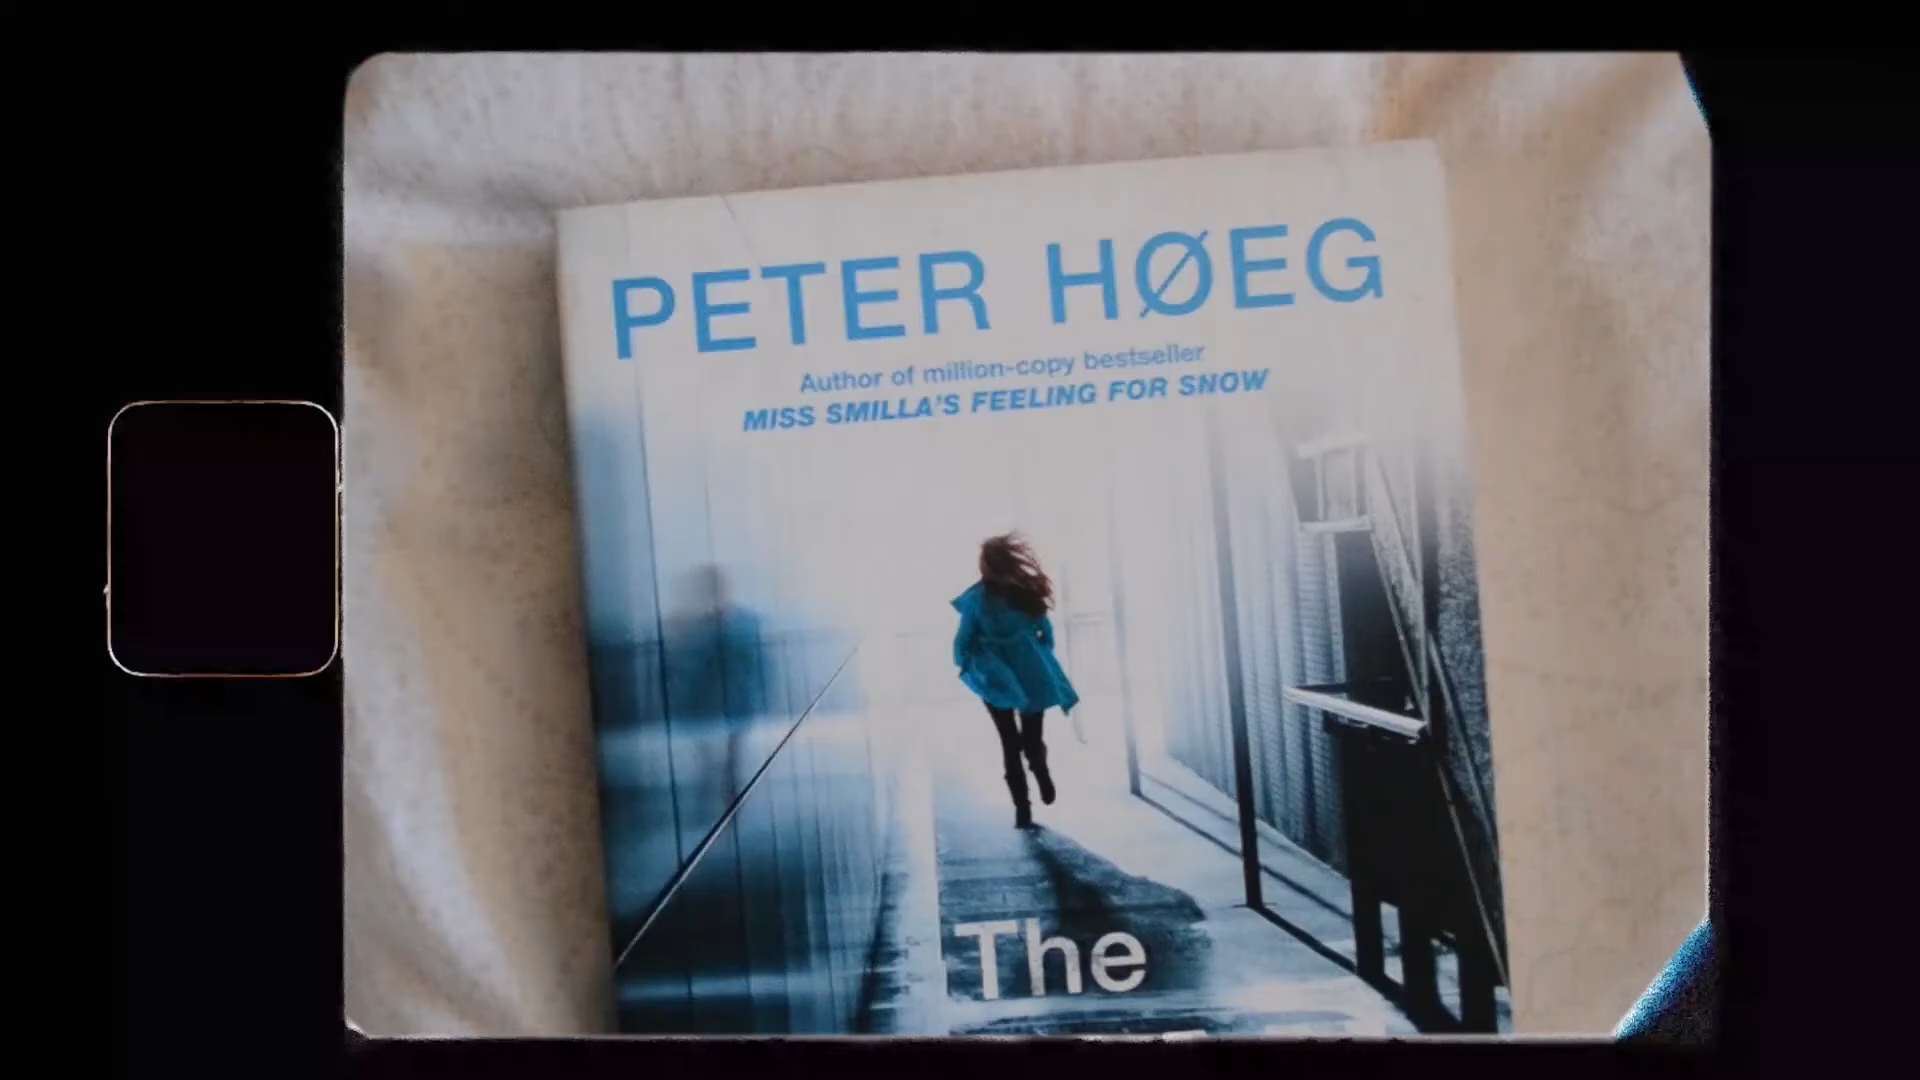 PETER HØEG
Author of million-copy bestseller
MISS SMILLA'S FEELING FOR SNOW
The